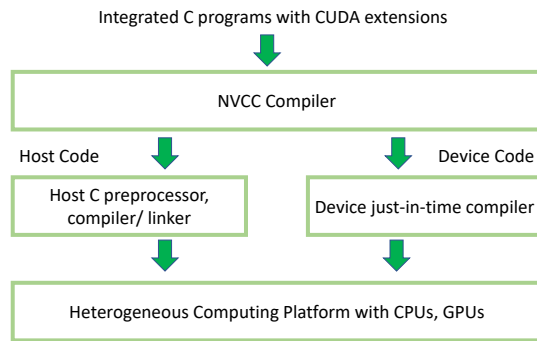 Integrated C programs with CUDA extensions
NVCC Compiler
Host Code
Device Code
Host C preprocessor,
compiler/ linker
Device just-in-time compiler
Heterogeneous Computing Platform with CPUs, GPUs